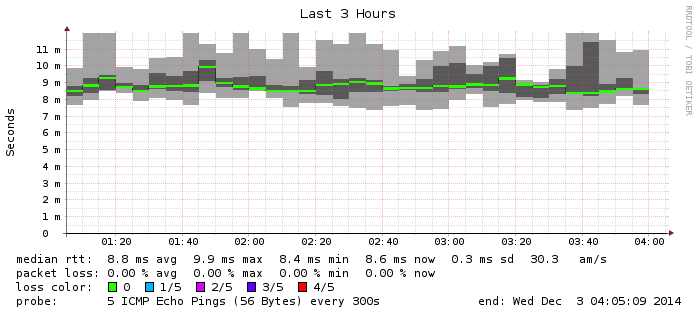 Last 3 Hours
RRDTOOL / TOBI OETIKER
Seconds
11 m
10 m
9 m
8 m
7 m
6 m
5 m
4 m
3 m
2 m
1 m
0
01:20 01:40 02:00 02:20 02:40 03:00 03:20 03:40 04:00
median rtt: 8.8 ms avg 9.9 ms max 8.4 ms min 8.6 ms now 0.3 ms sd 30.3 am/s
packet loss: 0.00 % avg 0.00 % max 0.00 % min 0.00 % now
loss color: 0 1/5 2/5 3/5 4/5
probe: 5 ICMP Echo Pings (56 Bytes) every 300s end: Wed Dec 3 04:05:09 2014